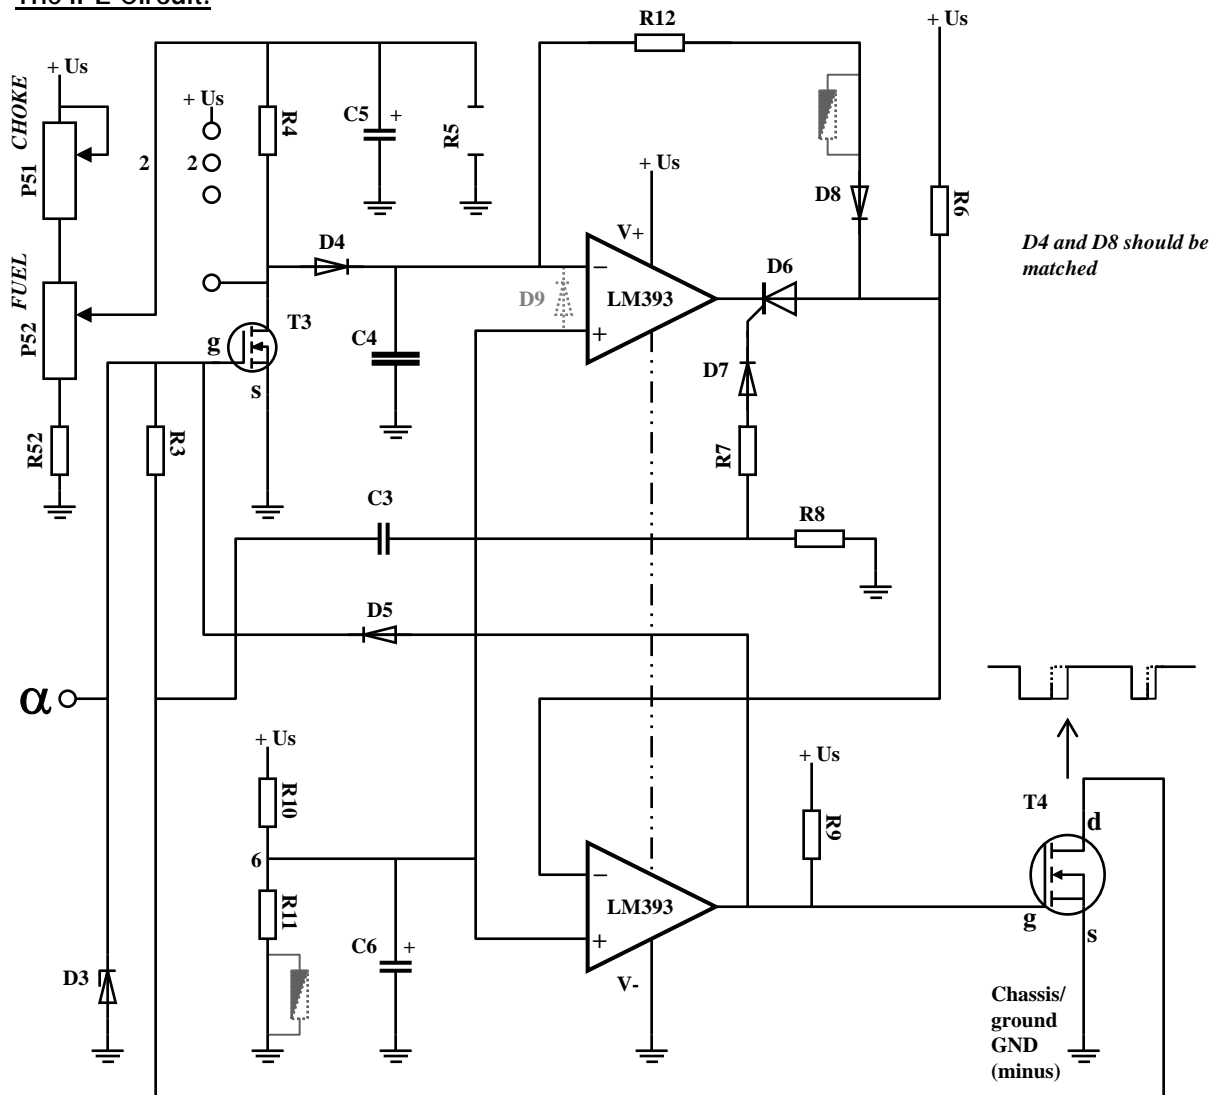 The IPE Circuit:
R12
+ Us
+ Us
CHOKE
P51
2
+ Us
2
R4
C5
+
R5
+ Us
D8
R6
FUEL
P52
D4
V+
−
LM393
+
D6
D4 and D8 should be
matched
D9
T3
g
s
C4
D7
R52
R3
R7
C3
R8
D5
α
+ Us
R10
6
R11
+ Us
R9
T4
d
g
s
−
LM393
+
C6
+
V-
D3
Chassis/
ground
GND
(minus)